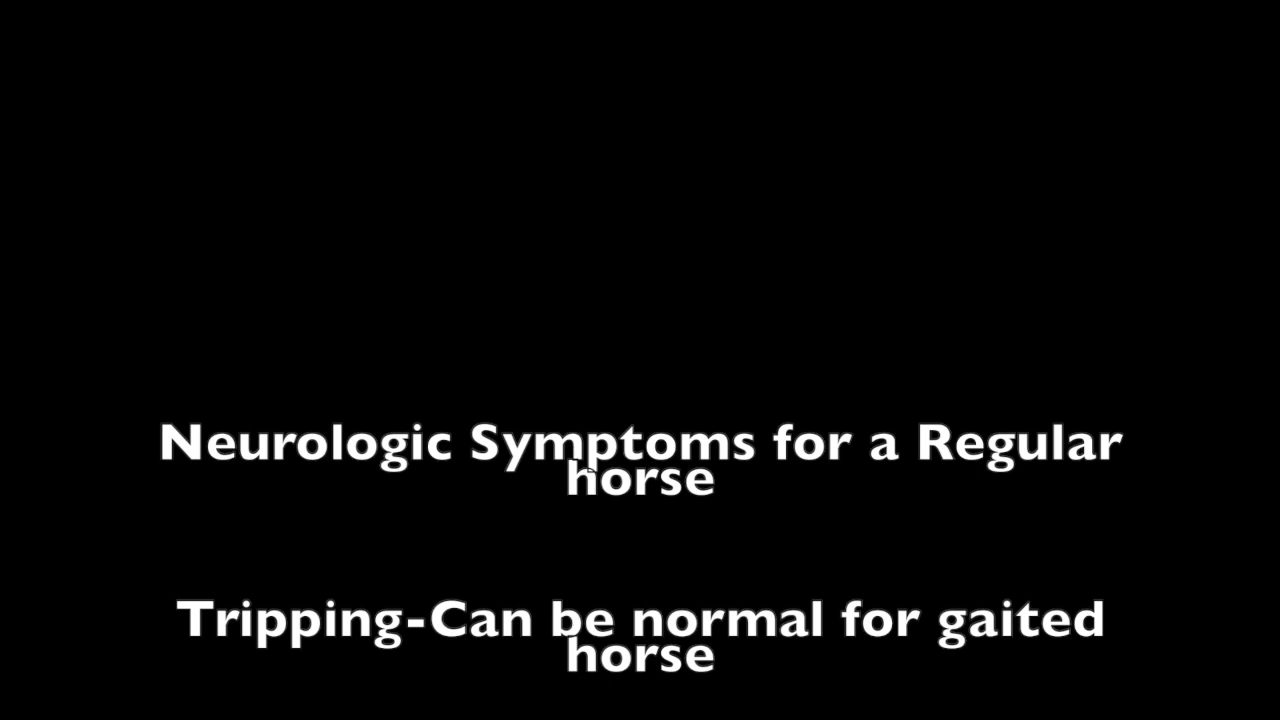 Neurologic Symptoms for a Regular
horse
Tripping-Can be normal for gaited
horse